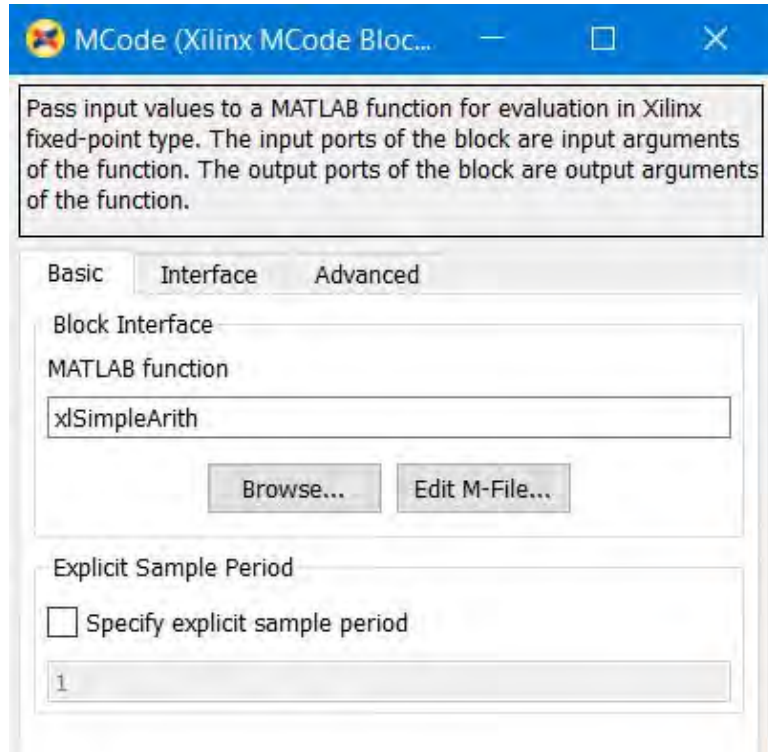 MCode (Xilinx MCode Bloc...
Pass input values to a MATLAB function for evaluation in Xilinx
fixed-point type. The input ports of the block are input arguments
of the function. The output ports of the block are output arguments
of the function.
Basic Interface Advanced
Block Interface
MATLAB function
xlSimpleArith
Browse... Edit M-File...
Explicit Sample Period
Specify explicit sample period
1